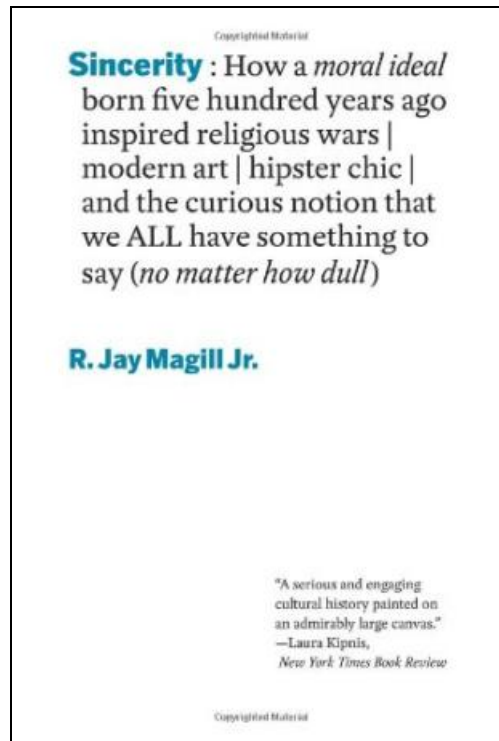 Copyrighted Material
Sincerity : How a moral ideal
born five hundred years ago
inspired religious wars |
modern art | hipster chic |
and the curious notion that
we ALL have something to
say (no matter how dull)
R. Jay Magill Jr.
"A serious and engaging
cultural history painted on
an admirably large canvas."
—Laura Kipnis,
New York Times Book Review
Copyrighted Material